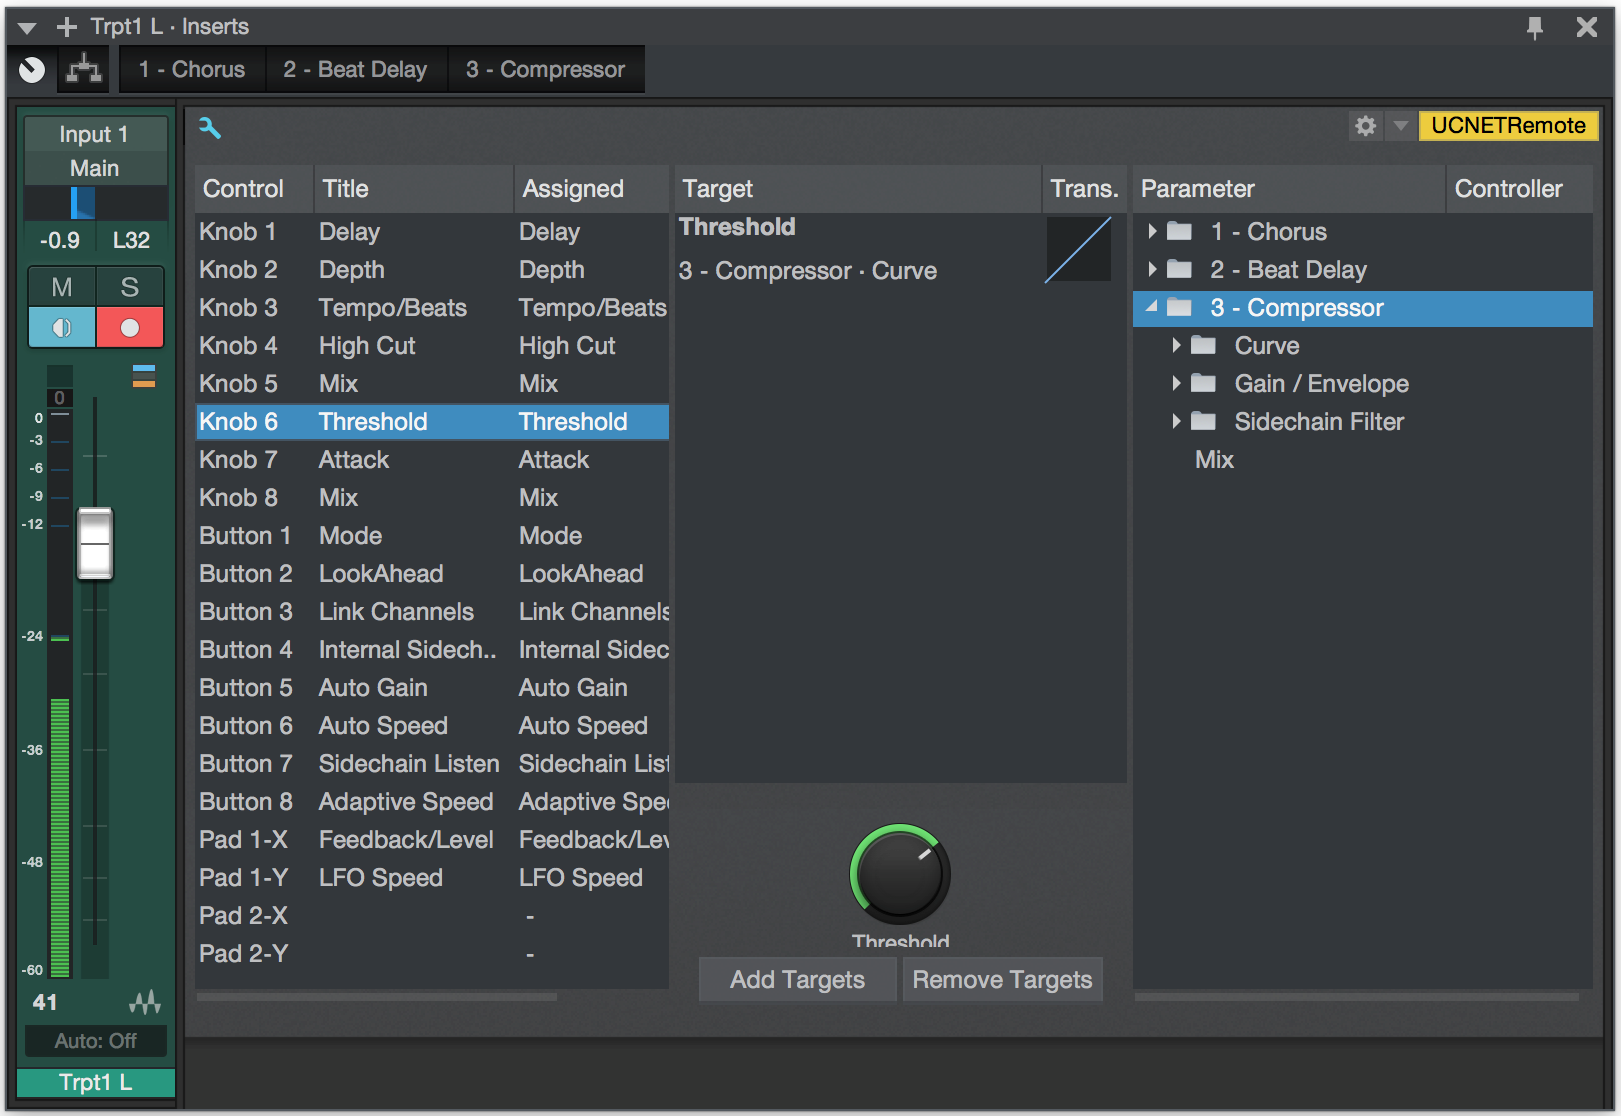 Trpt1 L · Inserts
1 - Chorus 2 - Beat Delay 3 - Compressor
Input 1
Main
-0.9 L32
M S
0
0
-3
-6
-9
-12
-24
-36
-48
-60
41
Auto: Off
Trpt1 L
UCNETRemote
Control Title Assigned
Knob 1 Delay Delay
Knob 2 Depth Depth
Knob 3 Tempo/Beats Tempo/Beats
Knob 4 High Cut High Cut
Knob 5 Mix Mix
Knob 6 Threshold Threshold
Knob 7 Attack Attack
Knob 8 Mix Mix
Button 1 Mode Mode
Button 2 LookAhead LookAhead
Button 3 Link Channels Link Channels
Button 4 Internal Sidech.. Internal Sidec
Button 5 Auto Gain Auto Gain
Button 6 Auto Speed Auto Speed
Button 7 Sidechain Listen Sidechain List
Button 8 Adaptive Speed Adaptive Spe
Pad 1-X Feedback/Level Feedback/Lev
Pad 1-Y LFO Speed LFO Speed
Pad 2-X -
Pad 2-Y -
Target Trans.
Threshold
3 - Compressor · Curve
Threshold
Add Targets Remove Targets
Parameter Controller
1 - Chorus
2 - Beat Delay
3 - Compressor
Curve
Gain / Envelope
Sidechain Filter
Mix